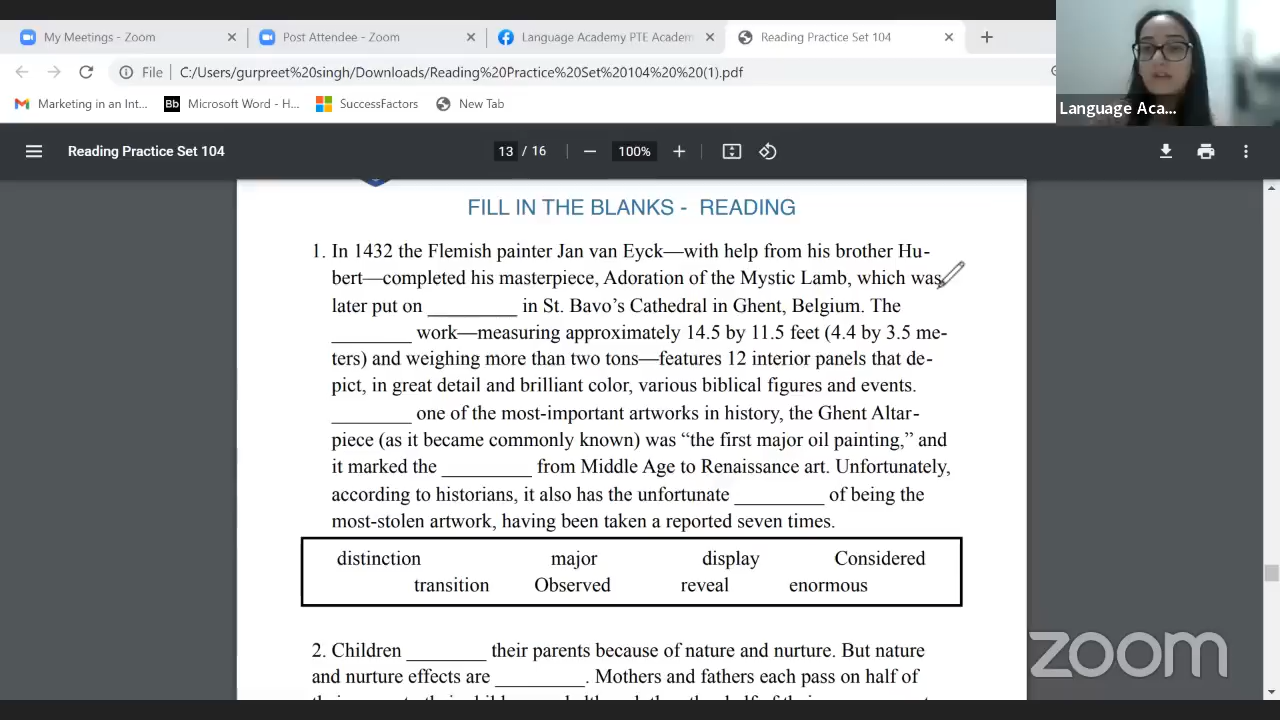 My Meetings - Zoom
Post Attendee - Zoom
Language Academy PTE Academ
Reading Practice Set 104
File
C:/Users/gurpreet%20singh/Downloads/Reading%20Practice%20Set%20104%20%20(1).pdf
Marketing in an Int...
Bb Microsoft Word - H...
SuccessFactors
New Tab
Language Aca...
Reading Practice Set 104
13 / 16
100%
FILL IN THE BLANKS - READING
1. In 1432 the Flemish painter Jan van Eyck—with help from his brother Hu-
bert—completed his masterpiece, Adoration of the Mystic Lamb, which was
later put on _________ in St. Bavo’s Cathedral in Ghent, Belgium. The
________ work—measuring approximately 14.5 by 11.5 feet (4.4 by 3.5 me-
ters) and weighing more than two tons—features 12 interior panels that de-
pict, in great detail and brilliant color, various biblical figures and events.
________ one of the most-important artworks in history, the Ghent Altar-
piece (as it became commonly known) was “the first major oil painting,” and
it marked the _________ from Middle Age to Renaissance art. Unfortunately,
according to historians, it also has the unfortunate _________ of being the
most-stolen artwork, having been taken a reported seven times.
distinction major display Considered
transition Observed reveal enormous
2. Children ________ their parents because of nature and nurture. But nature
and nurture effects are _________. Mothers and fathers each pass on half of
zoom